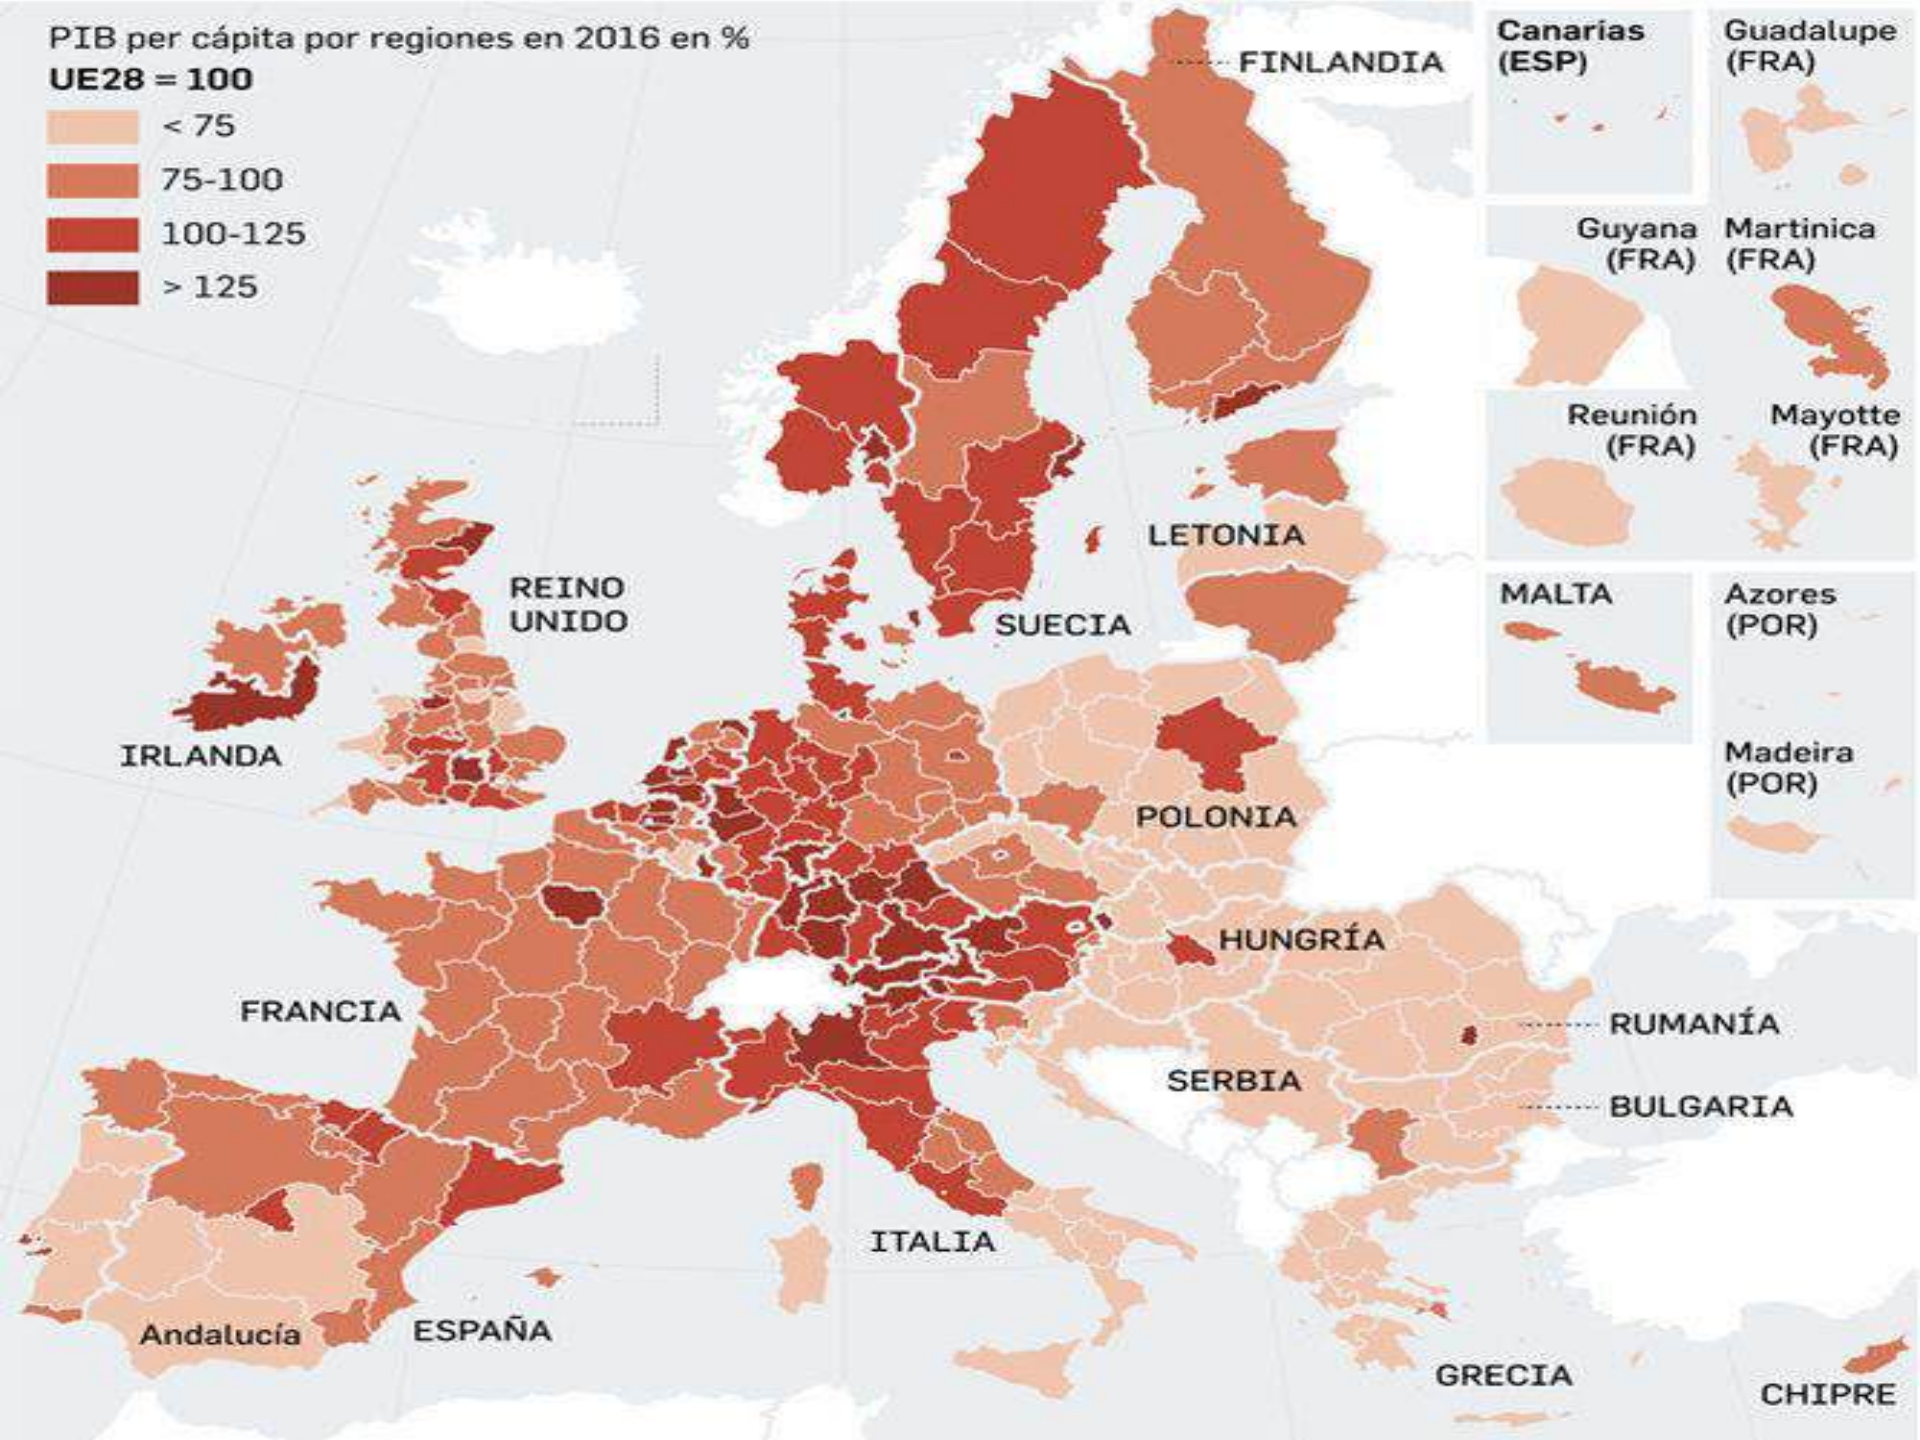 PIB per cápita por regiones en 2016 en %
UE28 = 100
< 75
75-100
100-125
> 125
FINLANDIA
Canarias
(ESP)
Guadalupe
(FRA)
Guyana
(FRA)
Martinica
(FRA)
Reunión
(FRA)
Mayotte
(FRA)
LETONIA
REINO
UNIDO
SUECIA
MALTA
Azores
(POR)
Madeira
(POR)
IRLANDA
POLONIA
HUNGRÍA
FRANCIA
RUMANÍA
SERBIA
BULGARIA
ITALIA
Andalucía
ESPAÑA
GRECIA
CHIPRE